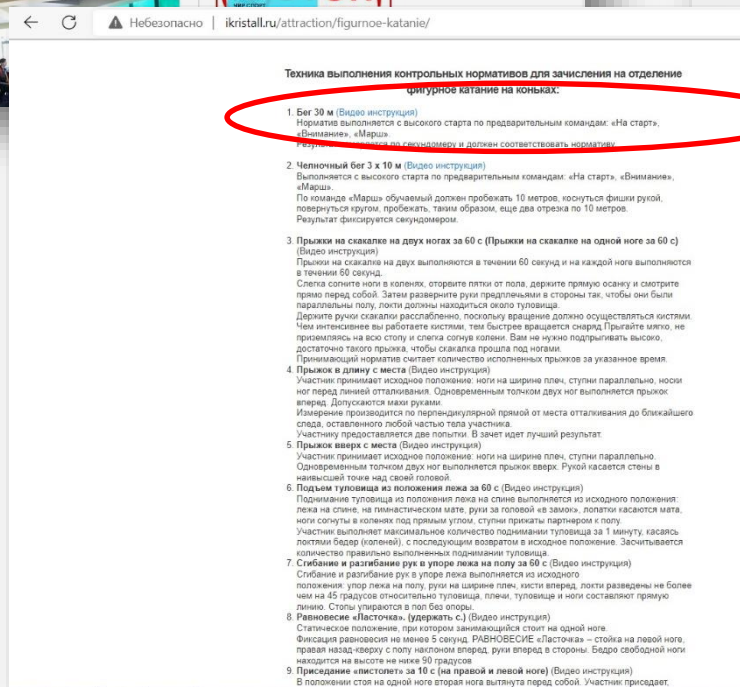 Небезопасно | ikristall.ru/attraction/figurnoe-katanie/
Техника выполнения контрольных нормативов для зачисления на отделение
фигурное катание на коньках:
1. Бег 30 м (Видео инструкция)
Норматив выполняется с высокого старта по предварительным командам: «На старт»,
«Внимание», «Марш»
по секундомеру и должен соответствовать нормативу.
2. Челночный бег 3 х 10 м (Видео инструкция)
Выполняется с высокого старта по предварительным командам: «На старт», «Внимание»,
«Марш».
По команде «Марш» обучаемый должен пробежать 10 метров, коснуться фишки рукой,
повернуться кругом, пробежать, таким образом, еще два отрезка по 10 метров.
Результат фиксируется секундомером.
3. Прыжки на скакалке на двух ногах за 60 с (Прыжки на скакалке на одной ноге за 60 с)
(Видео инструкция)
Прыжки на скакалке на двух выполняются в течении 60 секунд и на каждой ноге выполняются
в течении 60 секунд.
Слегка согните ноги в коленях, оторвите пятки от пола, держите прямую осанку и смотрите
прямо перед собой. Затем разверните руки предплечьями в стороны так, чтобы они были
параллельны полу, локти должны находиться около туловища.
Держите ручки скакалки расслабленно, поскольку вращение должно осуществляться кистями.
Чем интенсивнее вы работаете кистями, тем быстрее вращается снаряд.Прыгайте мягко, не
приземляясь на всю стопу и слегка согнув колени. Вам не нужно подпрыгивать высоко,
достаточно такого прыжка, чтобы скакалка прошла под ногами.
Принимающий норматив считает количество исполненных прыжков за указанное время.
4. Прыжок в длину с места (Видео инструкция)
Участник принимает исходное положение: ноги на ширине плеч, ступни параллельно, носки
ног перед линией отталкивания. Одновременным толчком двух ног выполняется прыжок
вперед. Допускаются махи руками.
Измерение производится по перпендикулярной прямой от места отталкивания до ближайшего
следа, оставленного любой частью тела участника.
Участнику предоставляется две попытки. В зачет идет лучший результат.
5. Прыжок вверх с места (Видео инструкция)
Участник принимает исходное положение: ноги на ширине плеч, ступни параллельно.
Одновременным толчком двух ног выполняется прыжок вверх. Рукой касается стены в
наивысшей точке над своей головой.
6. Подъем туловища из положения лежа за 60 с (Видео инструкция)
Поднимание туловища из положения лежа на спине выполняется из исходного положения:
лежа на спине, на гимнастическом мате, руки за головой «в замок», лопатки касаются мата,
ноги согнуты в коленях под прямым углом, ступни прижаты партнером к полу.
Участник выполняет максимальное количество поднимании туловища за 1 минуту, касаясь
локтями бедер (коленей), с последующим возвратом в исходное положение. Засчитывается
количество правильно выполненных поднимании туловища.
7. Сгибание и разгибание рук в упоре лежа на полу за 60 с (Видео инструкция)
Сгибание и разгибание рук в упоре лежа выполняется из исходного
положения: упор лежа на полу, руки на ширине плеч, кисти вперед, локти разведены не более
чем на 45 градусов относительно туловища, плечи, туловище и ноги составляют прямую
линию. Стопы упираются в пол без опоры.
8. Равновесие «Ласточка». (удержать с.) (Видео инструкция)
Статическое положение, при котором занимающийся стоит на одной ноге.
Фиксация равновесия не менее 5 секунд. РАВНОВЕСИЕ «Ласточка» – стойка на левой ноге,
правая назад-кверху с полу наклоном вперед, руки вперед в стороны. Бедро свободной ноги
находится на высоте не ниже 90 градусов
9. Приседание «пистолет» за 10 с (на правой и левой ноге) (Видео инструкция)
В положении стоя на одной ноге вторая нога вытянута перед собой. Участник приседает,